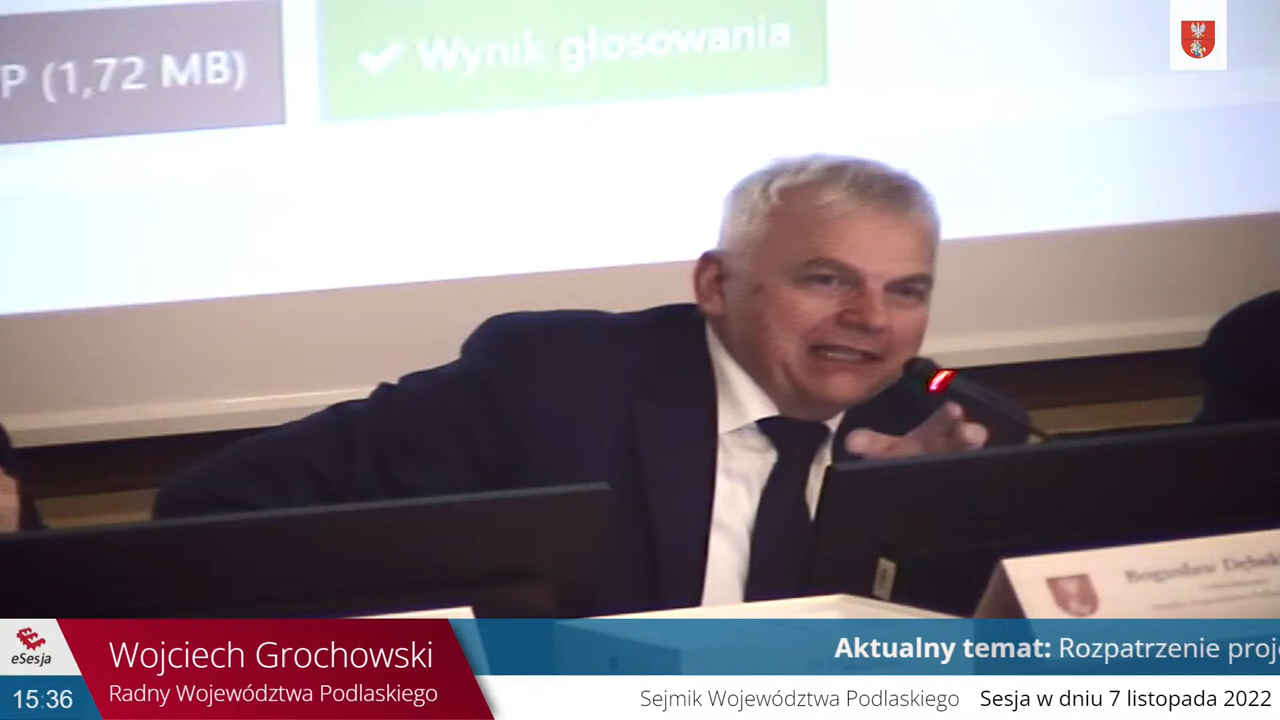 P (1,72 MB)
Wynik głosowania
Bogusław
eSesja
15:36
Wojciech Grochowski
Radny Województwa Podlaskiego
Aktualny temat: Rozpatrzenie proj
Sejmik Województwa Podlaskiego
Sesja w dniu 7 listopada 2022